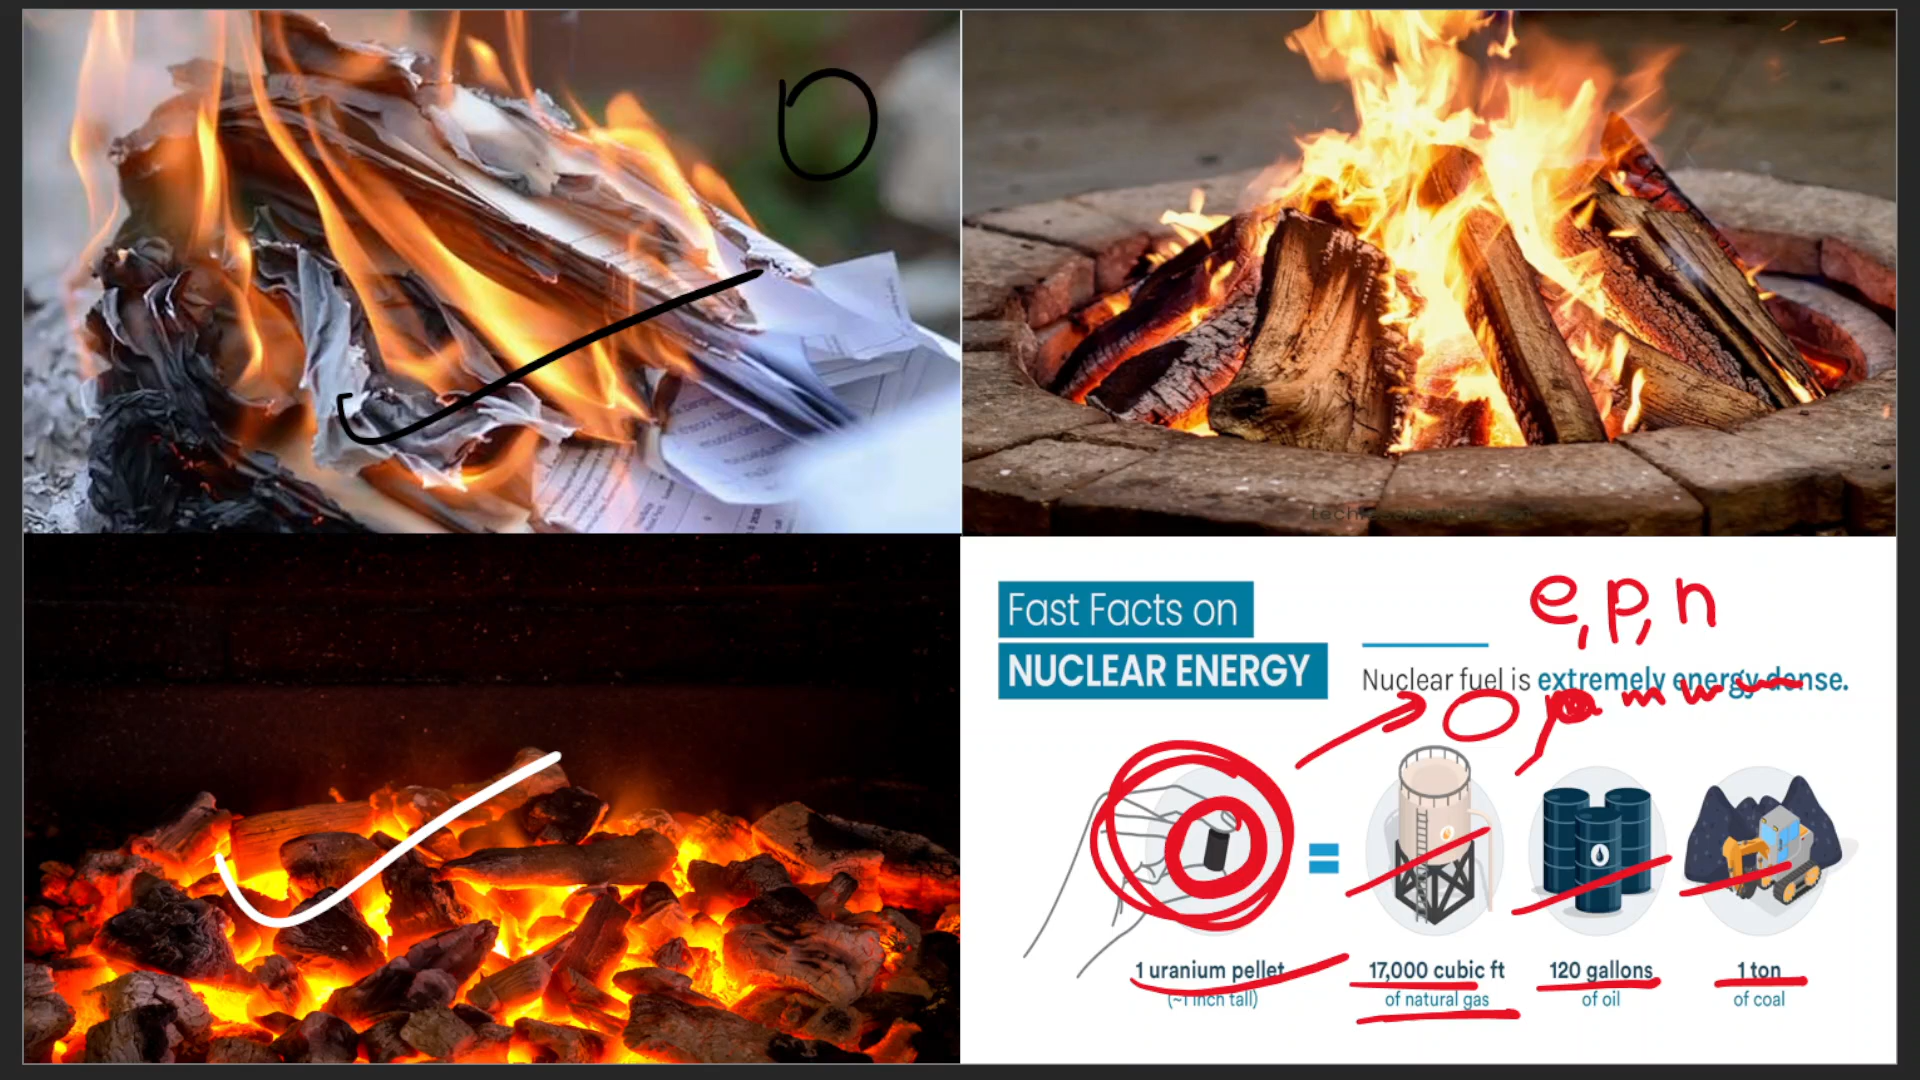 e, p, n
Fast Facts on
NUCLEAR ENERGY
Nuclear fuel is extremely energy dense.
=
1 uranium pellet
(~1 inch tall)
17,000 cubic ft
of natural gas
120 gallons
of oil
1 ton
of coal